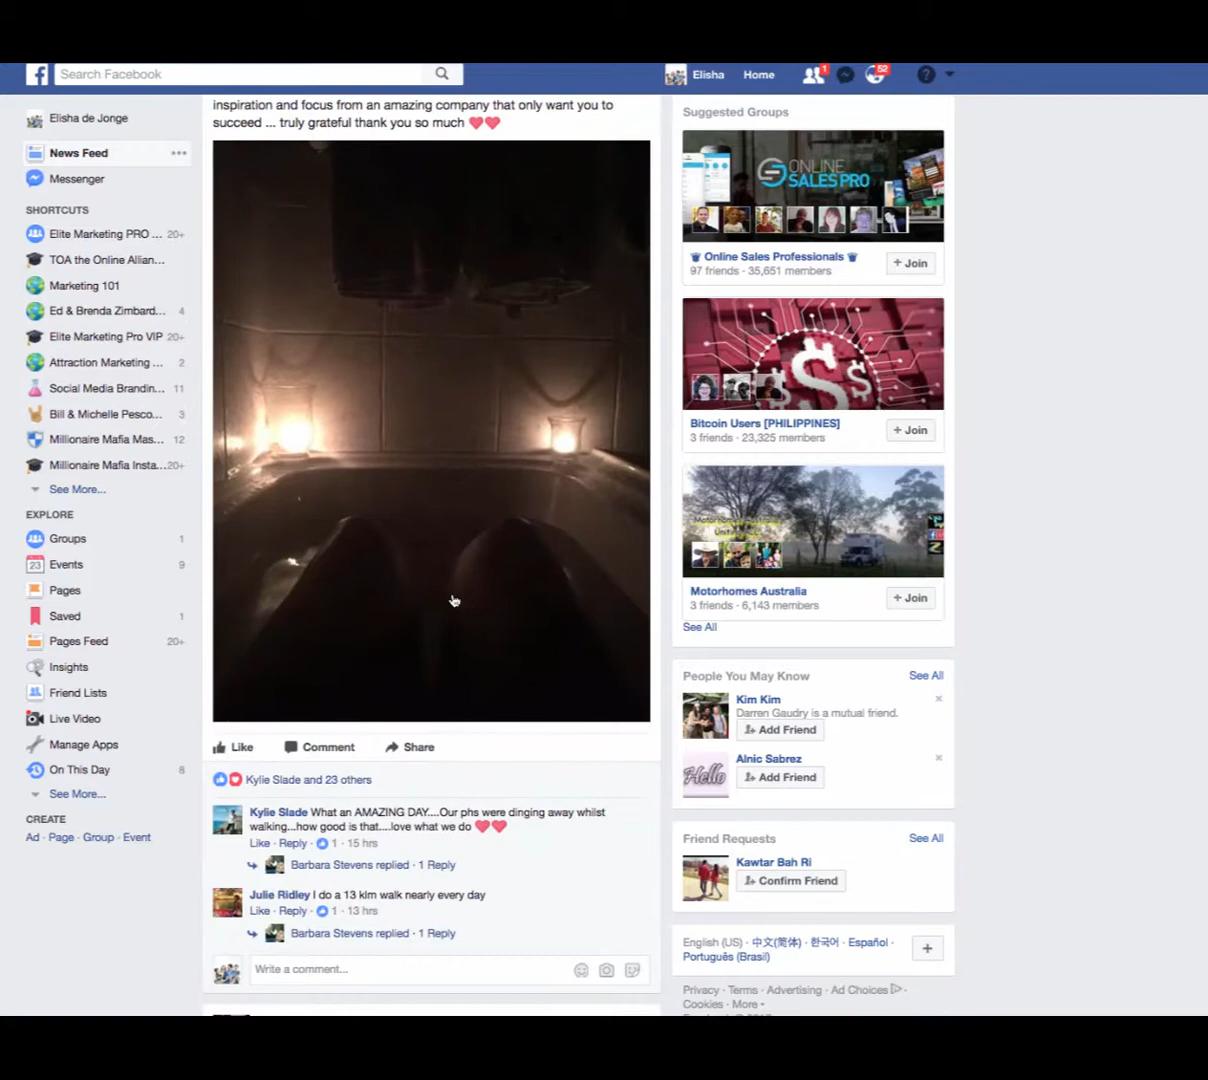 Search Facebook
Elisha
Home
1
52
Elisha de Jonge
News Feed
Messenger
SHORTCUTS
Elite Marketing PRO ... 20+
TOA the Online Allian...
Marketing 101
Ed & Brenda Zimbard... 4
Elite Marketing Pro VIP 20+
Attraction Marketing ... 2
Social Media Brandin... 11
Bill & Michelle Pesco... 3
Millionaire Mafia Mas... 12
Millionaire Mafia Insta... 20+
See More...
EXPLORE
Groups 1
23 Events 9
Pages
Saved 1
Pages Feed 20+
Insights
Friend Lists
Live Video
Manage Apps
On This Day 8
See More...
CREATE
Ad · Page · Group · Event
inspiration and focus from an amazing company that only want you to
succeed ... truly grateful thank you so much ❤️❤️
Like Comment Share
Kylie Slade and 23 others
Kylie Slade What an AMAZING DAY....Our phs were dinging away whilst
walking...how good is that....love what we do ❤️❤️
Like · Reply · 1 · 15 hrs
Barbara Stevens replied · 1 Reply
Julie Ridley I do a 13 klm walk nearly every day
Like · Reply · 1 · 13 hrs
Barbara Stevens replied · 1 Reply
Write a comment...
Suggested Groups
ONLINE
SALES PRO
Online Sales Professionals
97 friends · 35,651 members
+ Join
Bitcoin Users [PHILIPPINES]
3 friends · 23,325 members
+ Join
Motorhomes Australia
3 friends · 6,143 members
+ Join
See All
People You May Know See All
Kim Kim
Darren Gaudry is a mutual friend.
Add Friend
Hello
Alnic Sabrez
Add Friend
Friend Requests See All
Kawtar Bah Ri
Confirm Friend
English (US) · 中文(简体) · 한국어 · Español ·
Português (Brasil)
Privacy · Terms · Advertising · Ad Choices ·
Cookies · More